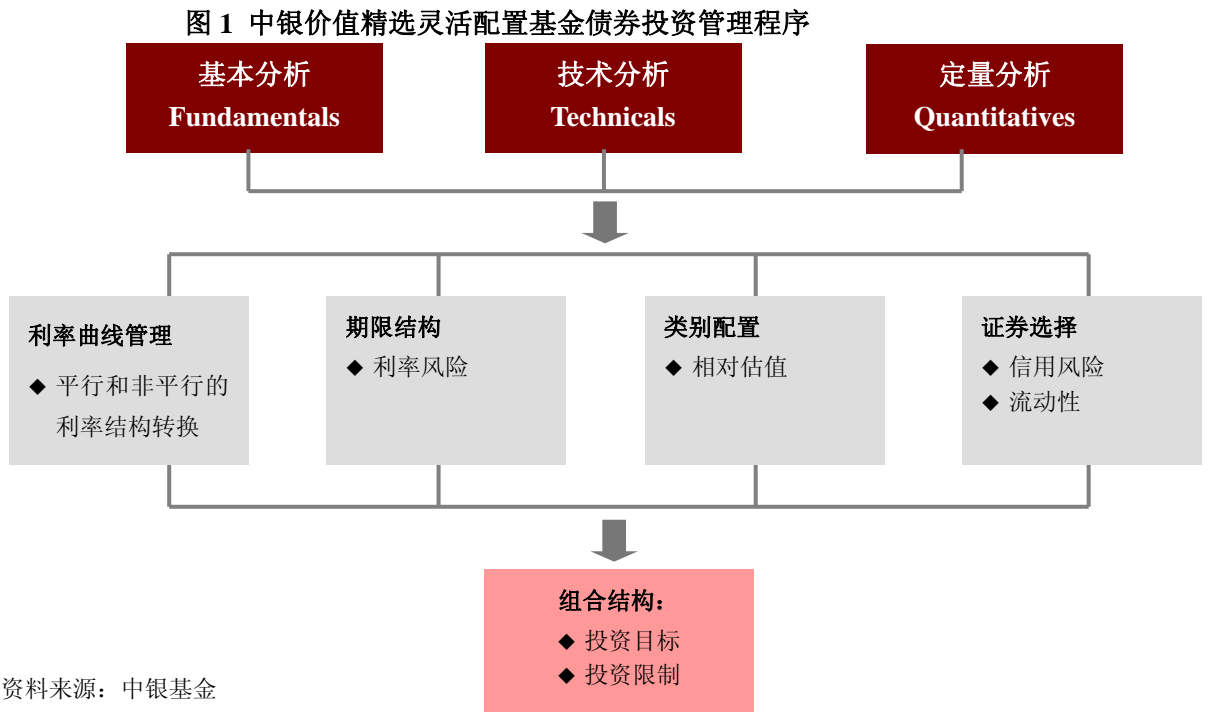 图 1 中银价值精选灵活配置基金债券投资管理程序
基本分析
Fundamentals
技术分析
Technicals
定量分析
Quantitatives
利率曲线管理
◆ 平行和非平行的
利率结构转换
期限结构
◆ 利率风险
类别配置
◆ 相对估值
证券选择
◆ 信用风险
◆ 流动性
组合结构：
◆ 投资目标
◆ 投资限制
资料来源：中银基金